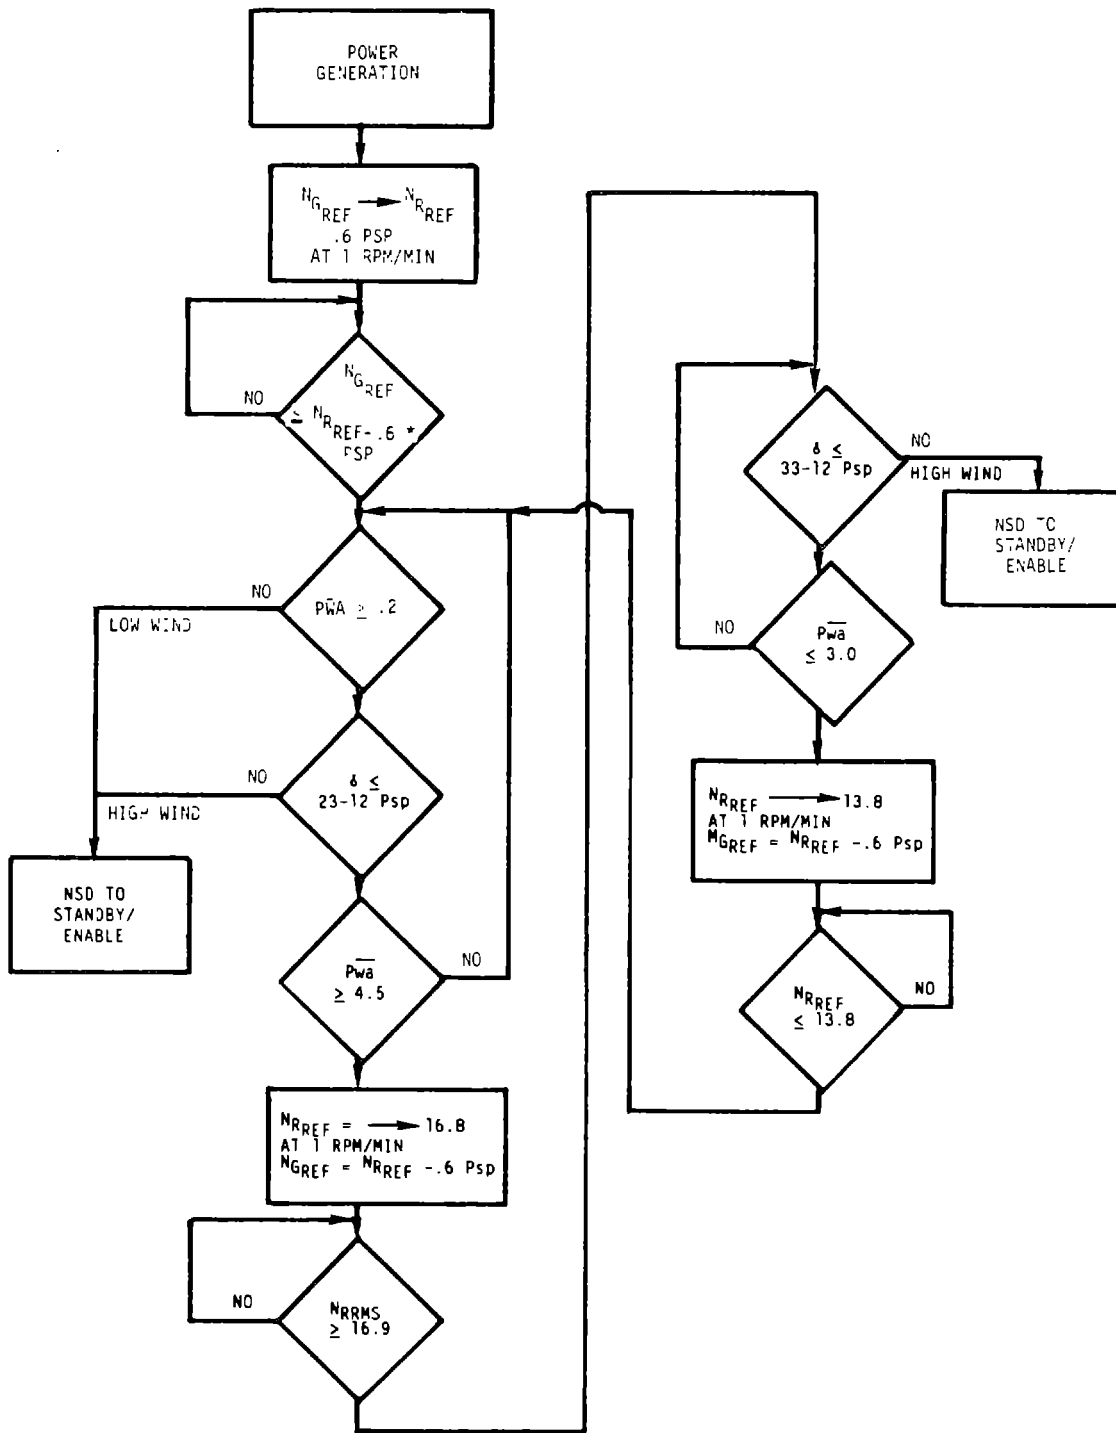 POWER
GENERATION
NGREF → NRREF
.6 PSP
AT 1 RPM/MIN
NGREF
≥ NRREF-.6 *
PSP
NO
PWA ≥ .2
NO
LOW WIND
δ ≤
23-12 Psp
NO
HIGH WIND
NSD TO
STANDBY/
ENABLE
Pwa
≥ 4.5
NO
NRREF = → 16.8
AT 1 RPM/MIN
NGREF = NRREF -.6 Psp
NRRMS
≥ 16.9
NO
δ ≤
33-12 Psp
NO
HIGH WIND
NSD TO
STANDBY/
ENABLE
Pwa
≤ 3.0
NO
NRREF → 13.8
AT 1 RPM/MIN
MGREF = NRREF -.6 Psp
NRREF
≤ 13.8
NO